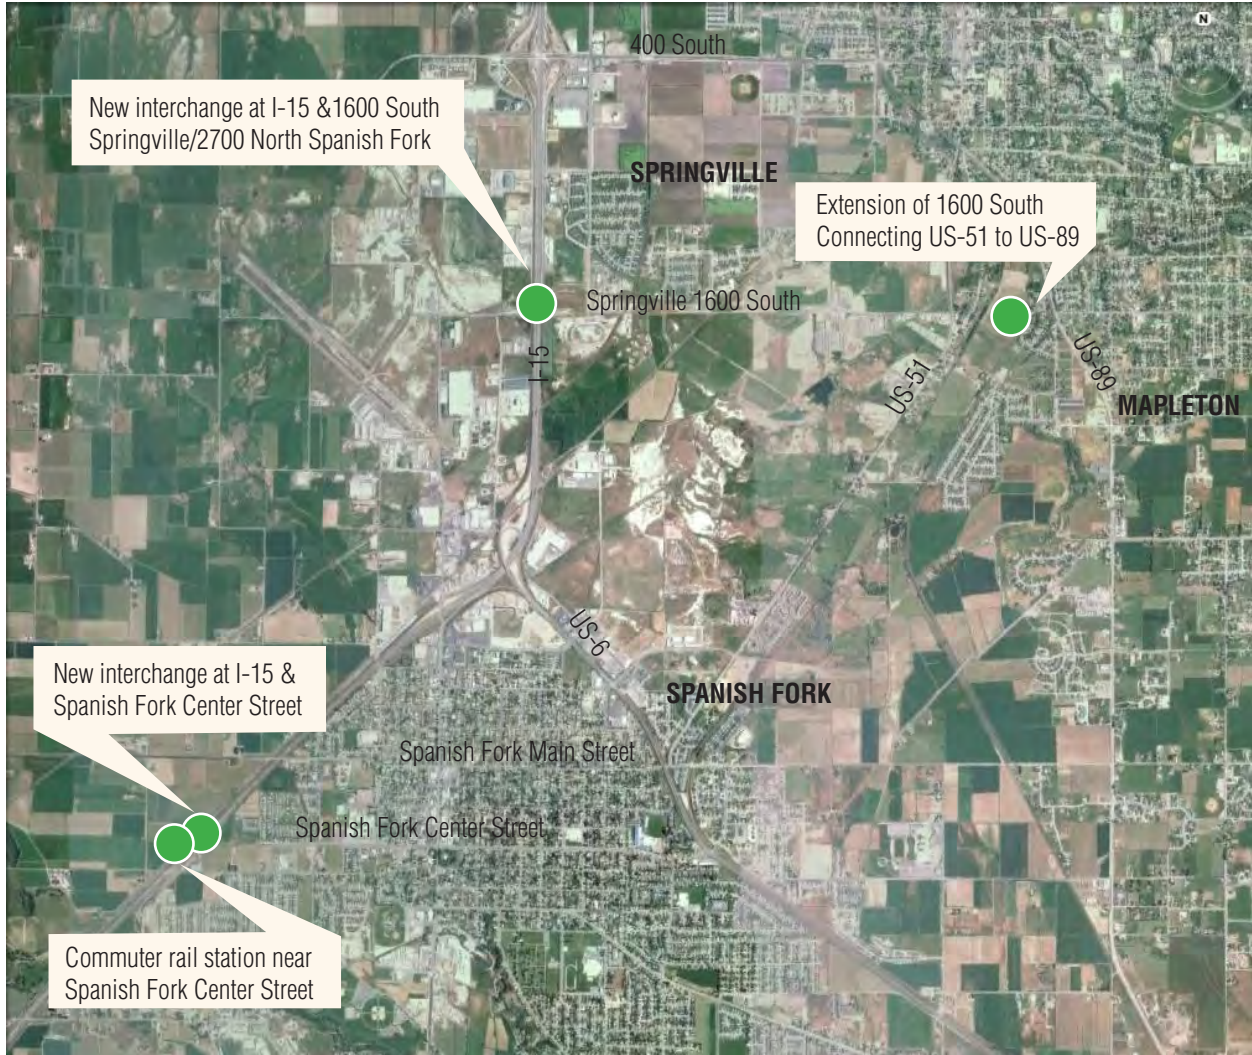 N
400 South
New interchange at I-15 &1600 South
Springville/2700 North Spanish Fork
SPRINGVILLE
Extension of 1600 South
Connecting US-51 to US-89
Springville 1600 South
I-15
US-51
US-89
MAPLETON
US-6
New interchange at I-15 &
Spanish Fork Center Street
SPANISH FORK
Spanish Fork Main Street
Spanish Fork Center Street
Commuter rail station near
Spanish Fork Center Street